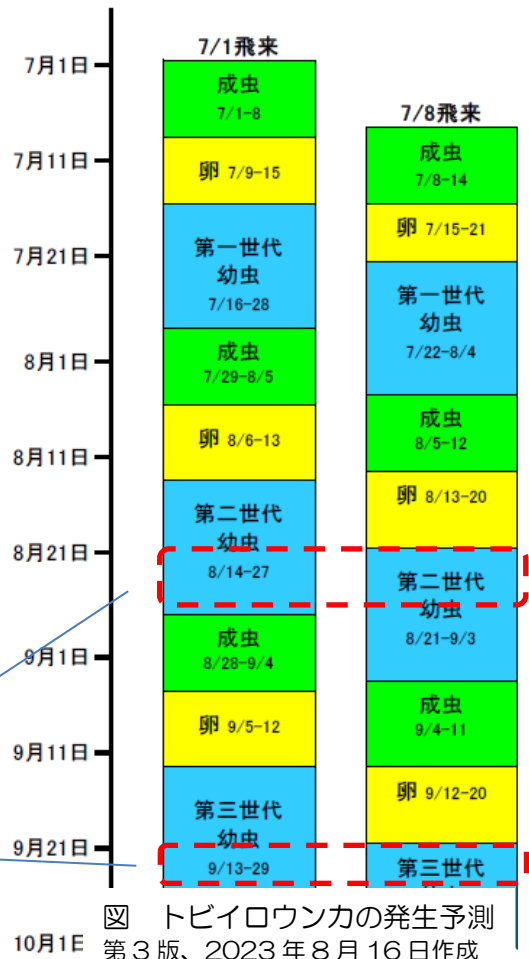 7月1日
7月11日
7月21日
8月1日
8月11日
8月21日
9月1日
9月11日
9月21日
10月1日
7/1飛来
成虫
7/1-8
卵 7/9-15
第一世代
幼虫
7/16-28
成虫
7/29-8/5
卵 8/6-13
第二世代
幼虫
8/14-27
成虫
8/28-9/4
卵 9/5-12
第三世代
幼虫
9/13-29
7/8飛来
成虫
7/8-14
卵 7/15-21
第一世代
幼虫
7/22-8/4
成虫
8/5-12
卵 8/13-20
第二世代
幼虫
8/21-9/3
成虫
9/4-11
卵 9/12-20
第三世代
図 トビイロウンカの発生予測
第3版、2023年8月16日作成